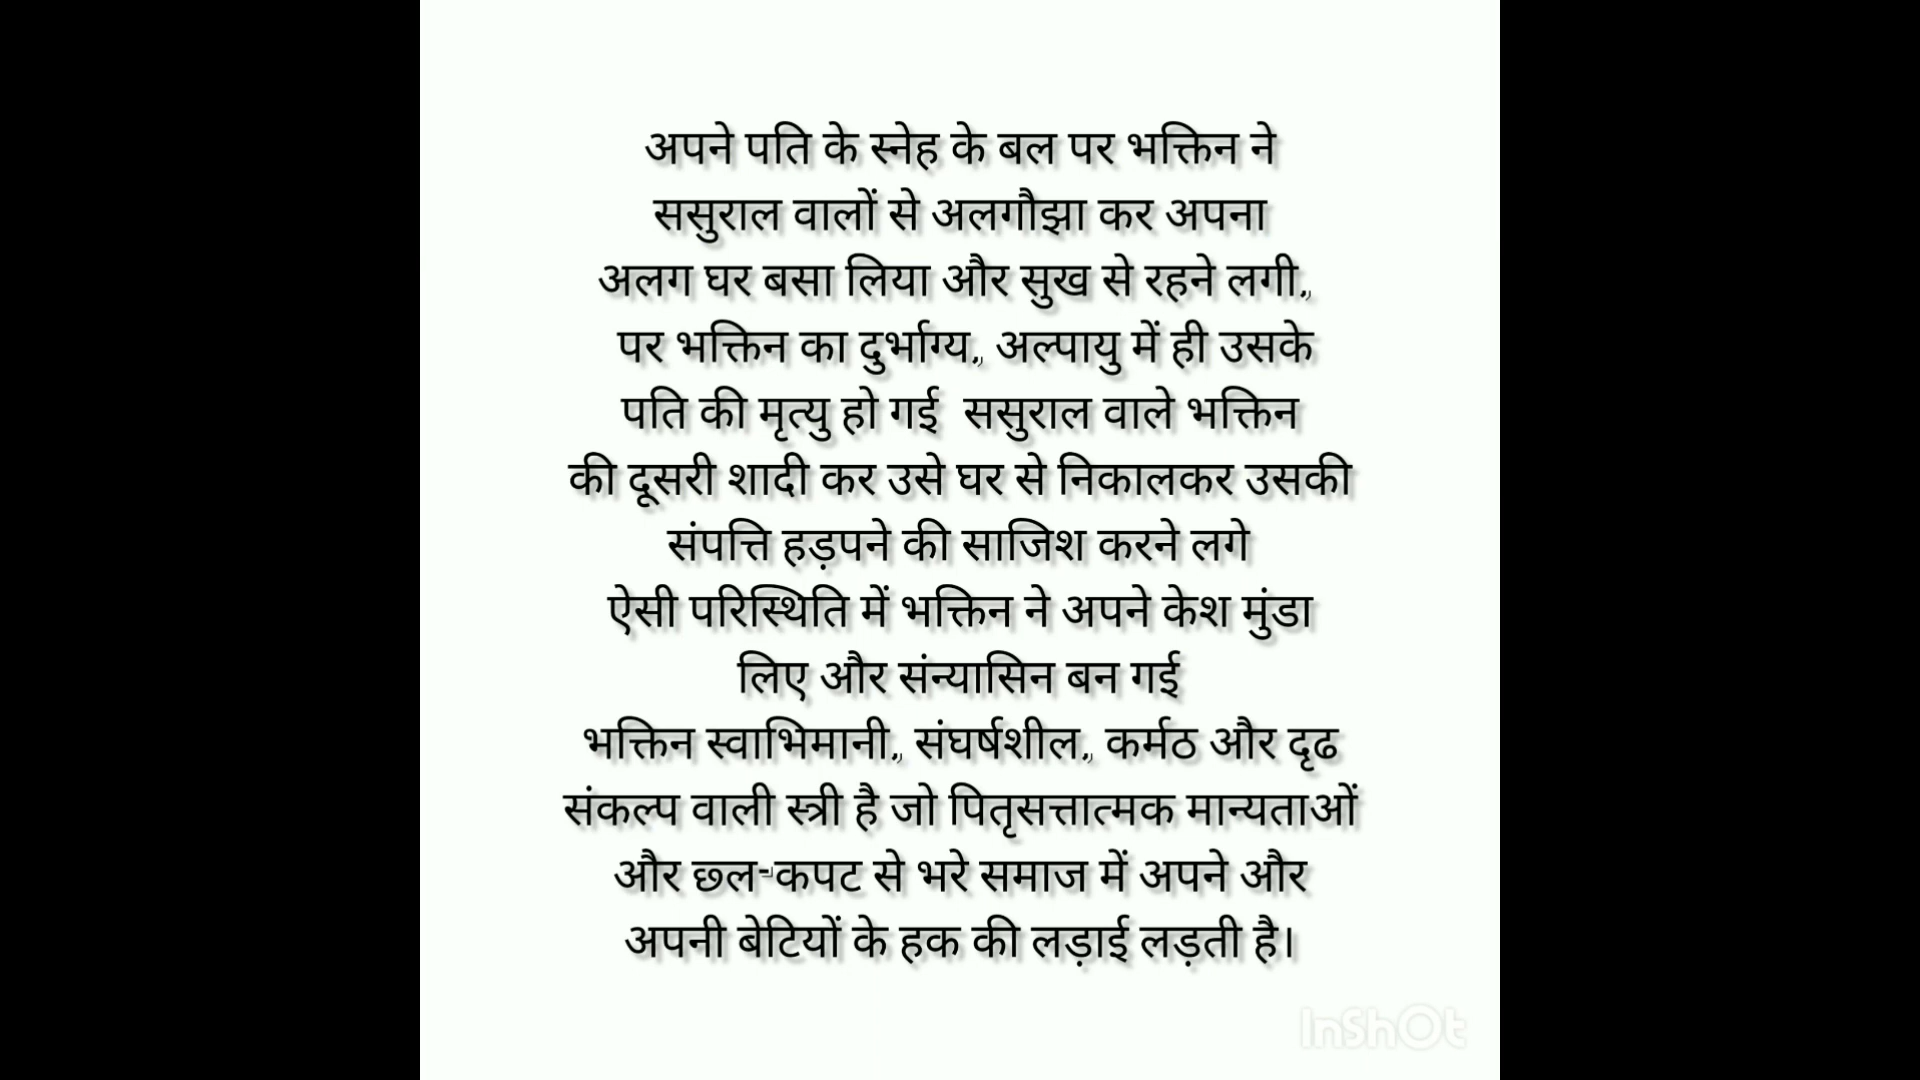 अपने पति के स्नेह के बल पर भक्तिन ने
ससुराल वालों से अलगौझा कर अपना
अलग घर बसा लिया और सुख से रहने लगी,,
पर भक्तिन का दुर्भाग्य,, अल्पायु में ही उसके
पति की मृत्यु हो गई  ससुराल वाले भक्तिन
की दूसरी शादी कर उसे घर से निकालकर उसकी
संपत्ति हड़पने की साजिश करने लगे
ऐसी परिस्थिति में भक्तिन ने अपने केश मुंडा
लिए और संन्यासिन बन गई
भक्तिन स्वाभिमानी,, संघर्षशील,, कर्मठ और दृढ
संकल्प वाली स्त्री है जो पितृसत्तात्मक मान्यताओं
और छ्ल-कपट से भरे समाज में अपने और
अपनी बेटियों के हक की लड़ाई लड़ती है।
InShOt